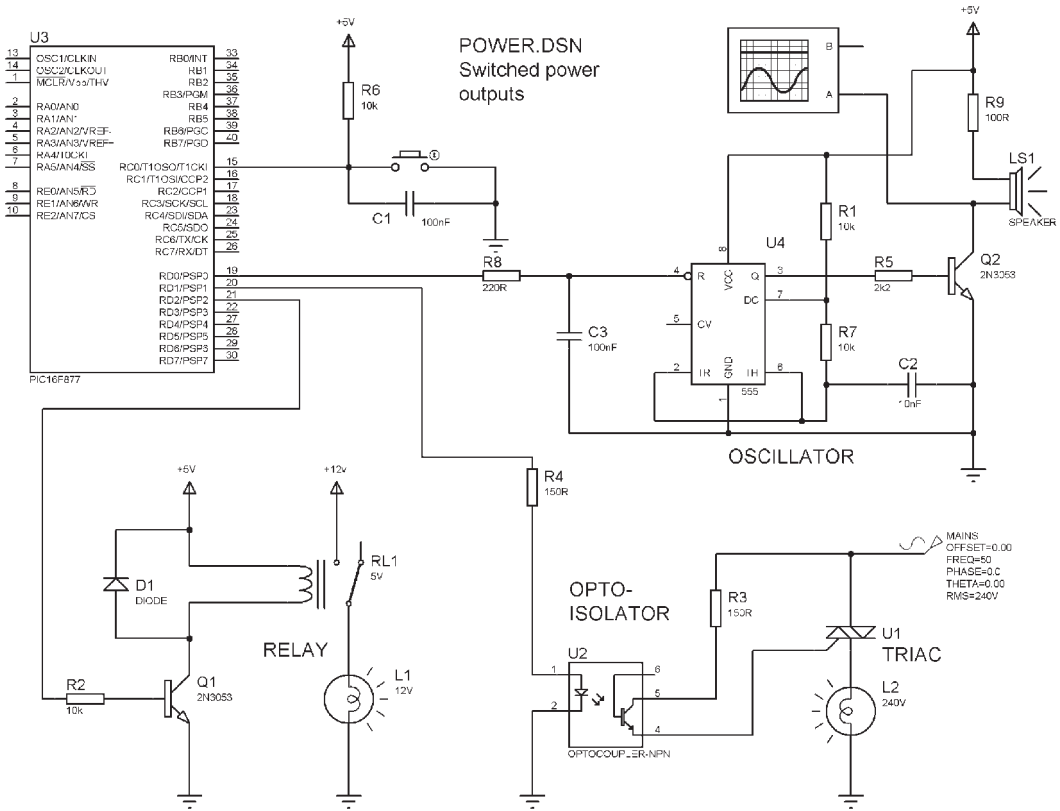 POWER.DSN
Switched power
outputs
U3
13 OSC1/CLKIN
14 OSC2/CLKOUT
1 MCLR/Vpp/THV
2 RA0/AN0
3 RA1/AN1
4 RA2/AN2/VREF-
5 RA3/AN3/VREF+
6 RA4/T0CKI
7 RA5/AN4/SS
8 RE0/AN5/RD
9 RE1/AN6/WR
10 RE2/AN7/CS
RB0/INT 33
RB1 34
RB2 35
RB3/PGM 36
RB4 37
RB5 38
RB6/PGC 39
RB7/PGD 40
RC0/T1OSO/T1CKI 15
RC1/T1OSI/CCP2 16
RC2/CCP1 17
RC3/SCK/SCL 18
RC4/SDI/SDA 23
RC5/SDO 24
RC6/TX/CK 25
RC7/RX/DT 26
RD0/PSP0 19
RD1/PSP1 20
RD2/PSP2 21
RD3/PSP3 22
RD4/PSP4 27
RD5/PSP5 28
RD6/PSP6 29
RD7/PSP7 30
PIC16F877
+5V
R6
10k
C1
100nF
R8
220R
C3
100nF
B
A
+5V
R9
100R
LS1
SPEAKER
R1
10k
U4
8
VCC
4 R
Q 3
DC 7
5 CV
2 TR
GND
TH 6
1
555
R5
2k2
Q2
2N3053
R7
10k
C2
10nF
OSCILLATOR
+5V
D1
DIODE
+12v
RL1
5V
RELAY
R2
10k
Q1
2N3053
L1
12V
R4
150R
OPTO-
ISOLATOR
U2
1
2
6
5
4
OPTOCOUPLER-NPN
R3
150R
MAINS
OFFSET=0.00
FREQ=50
PHASE=0.0
THETA=0.00
RMS=240V
U1
TRIAC
L2
240V